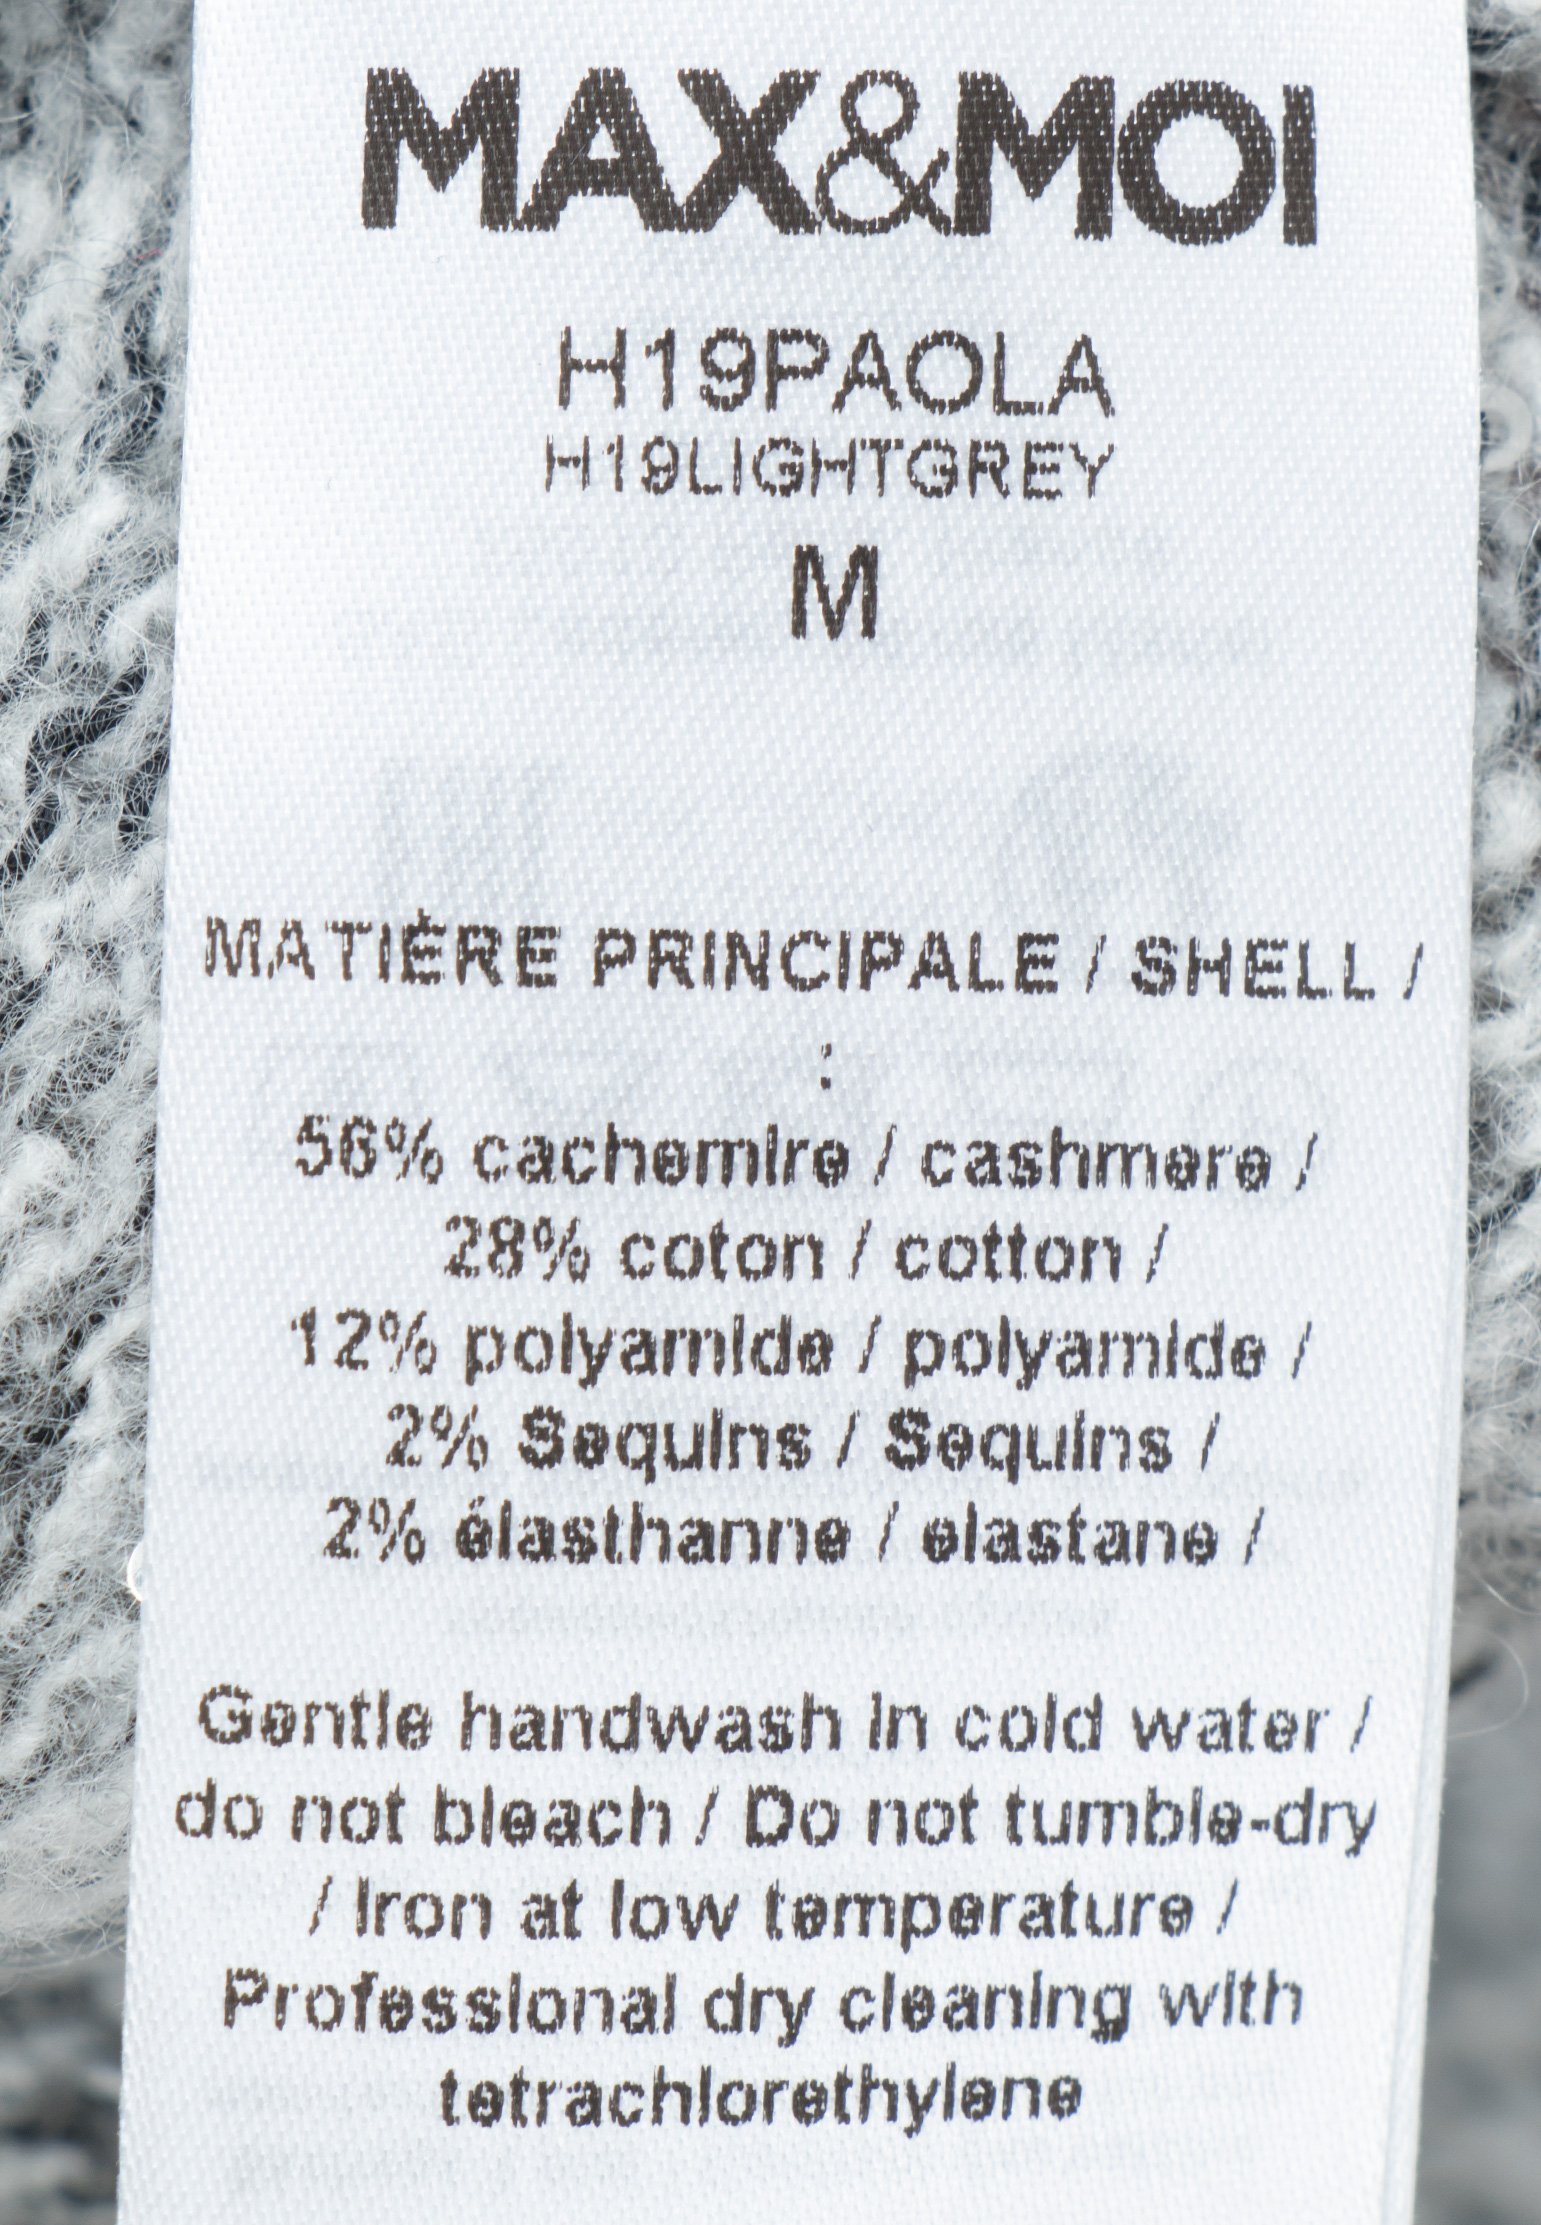 MAX&MOI
H19PAOLA
H19LIGHTGREY
M
MATIÈRE PRINCIPALE / SHELL /
:
56% cachemire / cashmere /
28% coton / cotton /
12% polyamide / polyamide /
2% Sequins / Sequins /
2% élasthanne / elastane /
Gentle handwash in cold water /
do not bleach / Do not tumble-dry
/ Iron at low temperature /
Professional dry cleaning with
tetrachlorethylene